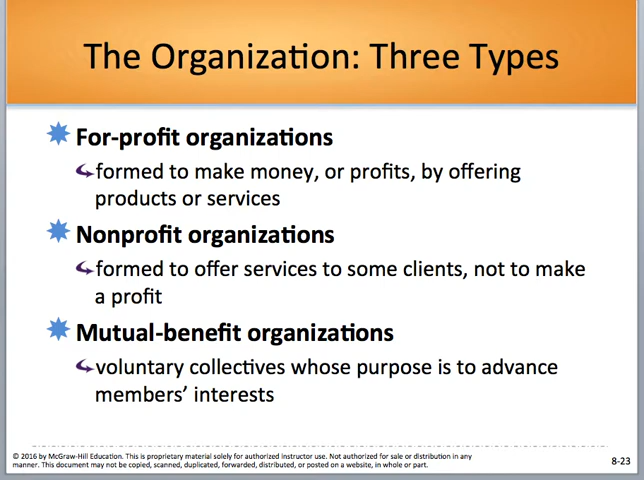 The Organization: Three Types
For-profit organizations
formed to make money, or profits, by offering
products or services
Nonprofit organizations
formed to offer services to some clients, not to make
a profit
Mutual-benefit organizations
voluntary collectives whose purpose is to advance
members’ interests
© 2016 by McGraw-Hill Education. This is proprietary material solely for authorized instructor use. Not authorized for sale or distribution in any
manner. This document may not be copied, scanned, duplicated, forwarded, distributed, or posted on a website, in whole or part.
8-23